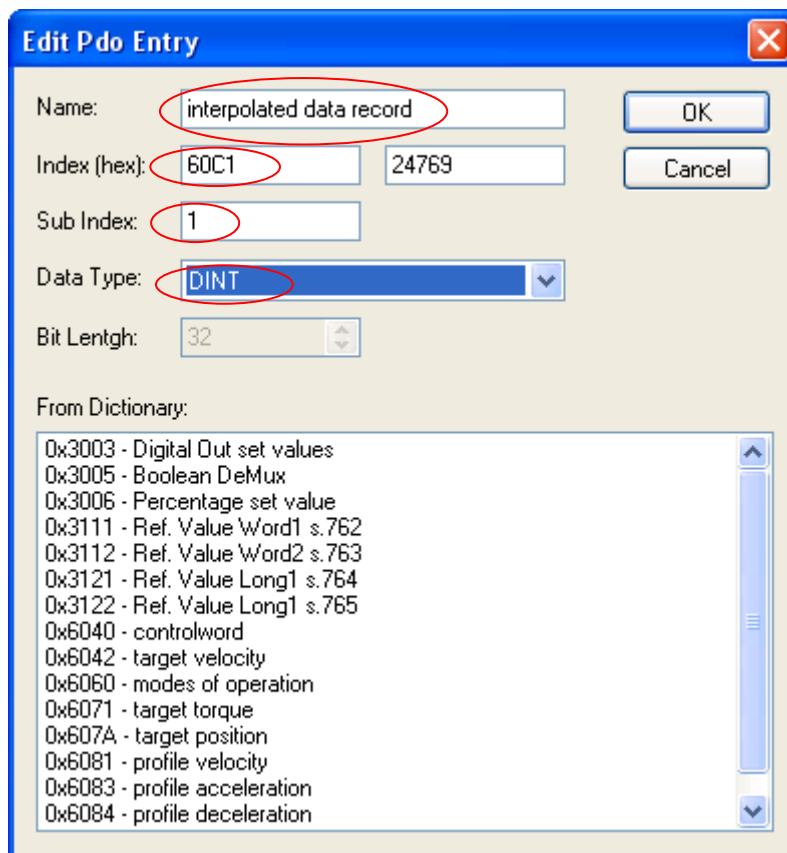 Edit Pdo Entry
Name: interpolated data record OK
Index (hex): 60C1 24769 Cancel
Sub Index: 1
Data Type: DINT
Bit Lentgh: 32
From Dictionary:
0x3003 - Digital Out set values
0x3005 - Boolean DeMux
0x3006 - Percentage set value
0x3111 - Ref. Value Word1 s.762
0x3112 - Ref. Value Word2 s.763
0x3121 - Ref. Value Long1 s.764
0x3122 - Ref. Value Long1 s.765
0x6040 - controlword
0x6042 - target velocity
0x6060 - modes of operation
0x6071 - target torque
0x607A - target position
0x6081 - profile velocity
0x6083 - profile acceleration
0x6084 - profile deceleration